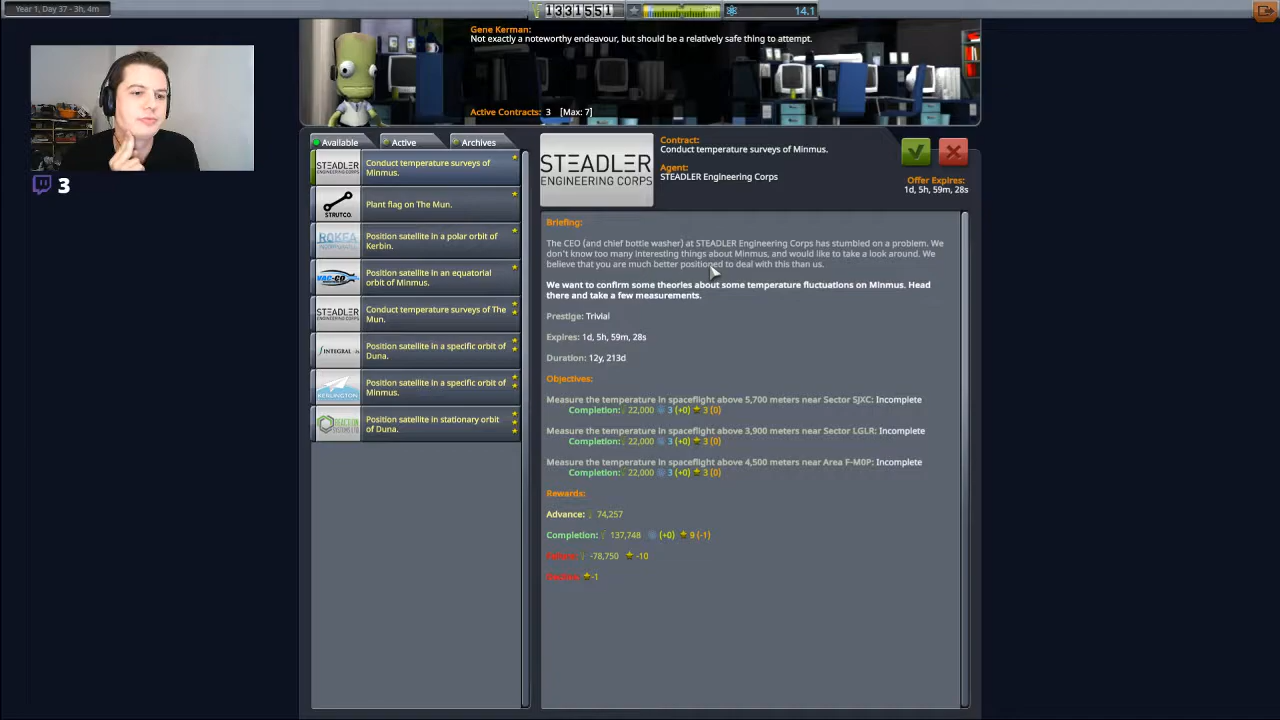 Year 1, Day 37 - 3h, 4m
1331551
14.1
Gene Kerman:
Not exactly a noteworthy endeavour, but should be a relatively safe thing to attempt.
Active Contracts: 3 [Max: 7]
3
Available
Active
Archives
STEADLER
Conduct temperature surveys of
Minmus.
STRUTCO.
Plant flag on The Mun.
ROKEA
Position satellite in a polar orbit of
Kerbin.
VAC-CO
Position satellite in an equatorial
orbit of Minmus.
STEADLER
Conduct temperature surveys of The
Mun.
INTEGRAL
Position satellite in a specific orbit of
Duna.
KERLINGTON
Position satellite in a specific orbit of
Minmus.
Position satellite in stationary orbit
of Duna.
STEADLER
ENGINEERING CORPS
Contract:
Conduct temperature surveys of Minmus.
Agent:
STEADLER Engineering Corps
Offer Expires:
1d, 5h, 59m, 28s
Briefing:
The CEO (and chief bottle washer) at STEADLER Engineering Corps has stumbled on a problem. We
don't know too many interesting things about Minmus, and would like to take a look around. We
believe that you are much better positioned to deal with this than us.
We want to confirm some theories about some temperature fluctuations on Minmus. Head
there and take a few measurements.
Prestige: Trivial
Expires: 1d, 5h, 59m, 28s
Duration: 12y, 213d
Objectives:
Measure the temperature in spaceflight above 5,700 meters near Sector SJXC: Incomplete
Completion: 22,000 3 (+0) 3 (0)
Measure the temperature in spaceflight above 3,900 meters near Sector LGLR: Incomplete
Completion: 22,000 3 (+0) 3 (0)
Measure the temperature in spaceflight above 4,500 meters near Area F-M0P: Incomplete
Completion: 22,000 3 (+0) 3 (0)
Rewards:
Advance: 74,257
Completion: 137,748 (+0) 9 (-1)
-78,750 -10
-1